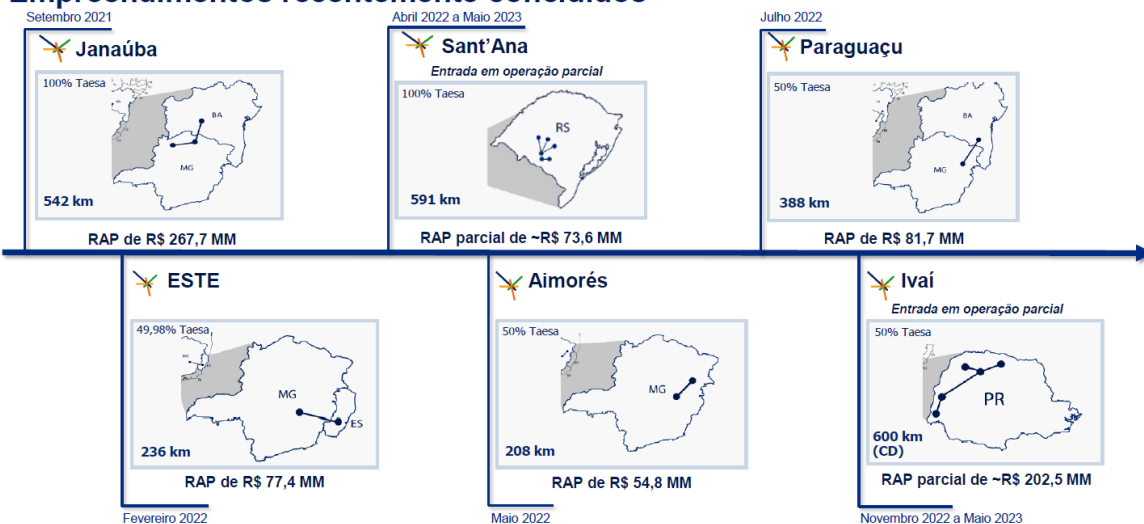 Empreendimentos recentemente concluídos
Setembro 2021
Janaúba
100% Taesa
BA
MG
542 km
RAP de R$ 267,7 MM
Abril 2022 a Maio 2023
Sant’Ana
Entrada em operação parcial
100% Taesa
RS
591 km
RAP parcial de ~R$ 73,6 MM
Julho 2022
Paraguaçu
50% Taesa
BA
MG
388 km
RAP de R$ 81,7 MM
ESTE
49,98% Taesa
MG
ES
236 km
RAP de R$ 77,4 MM
Fevereiro 2022
Aimorés
50% Taesa
MG
208 km
RAP de R$ 54,8 MM
Maio 2022
Ivaí
Entrada em operação parcial
50% Taesa
PR
600 km
(CD)
RAP parcial de ~R$ 202,5 MM
Novembro 2022 a Maio 2023